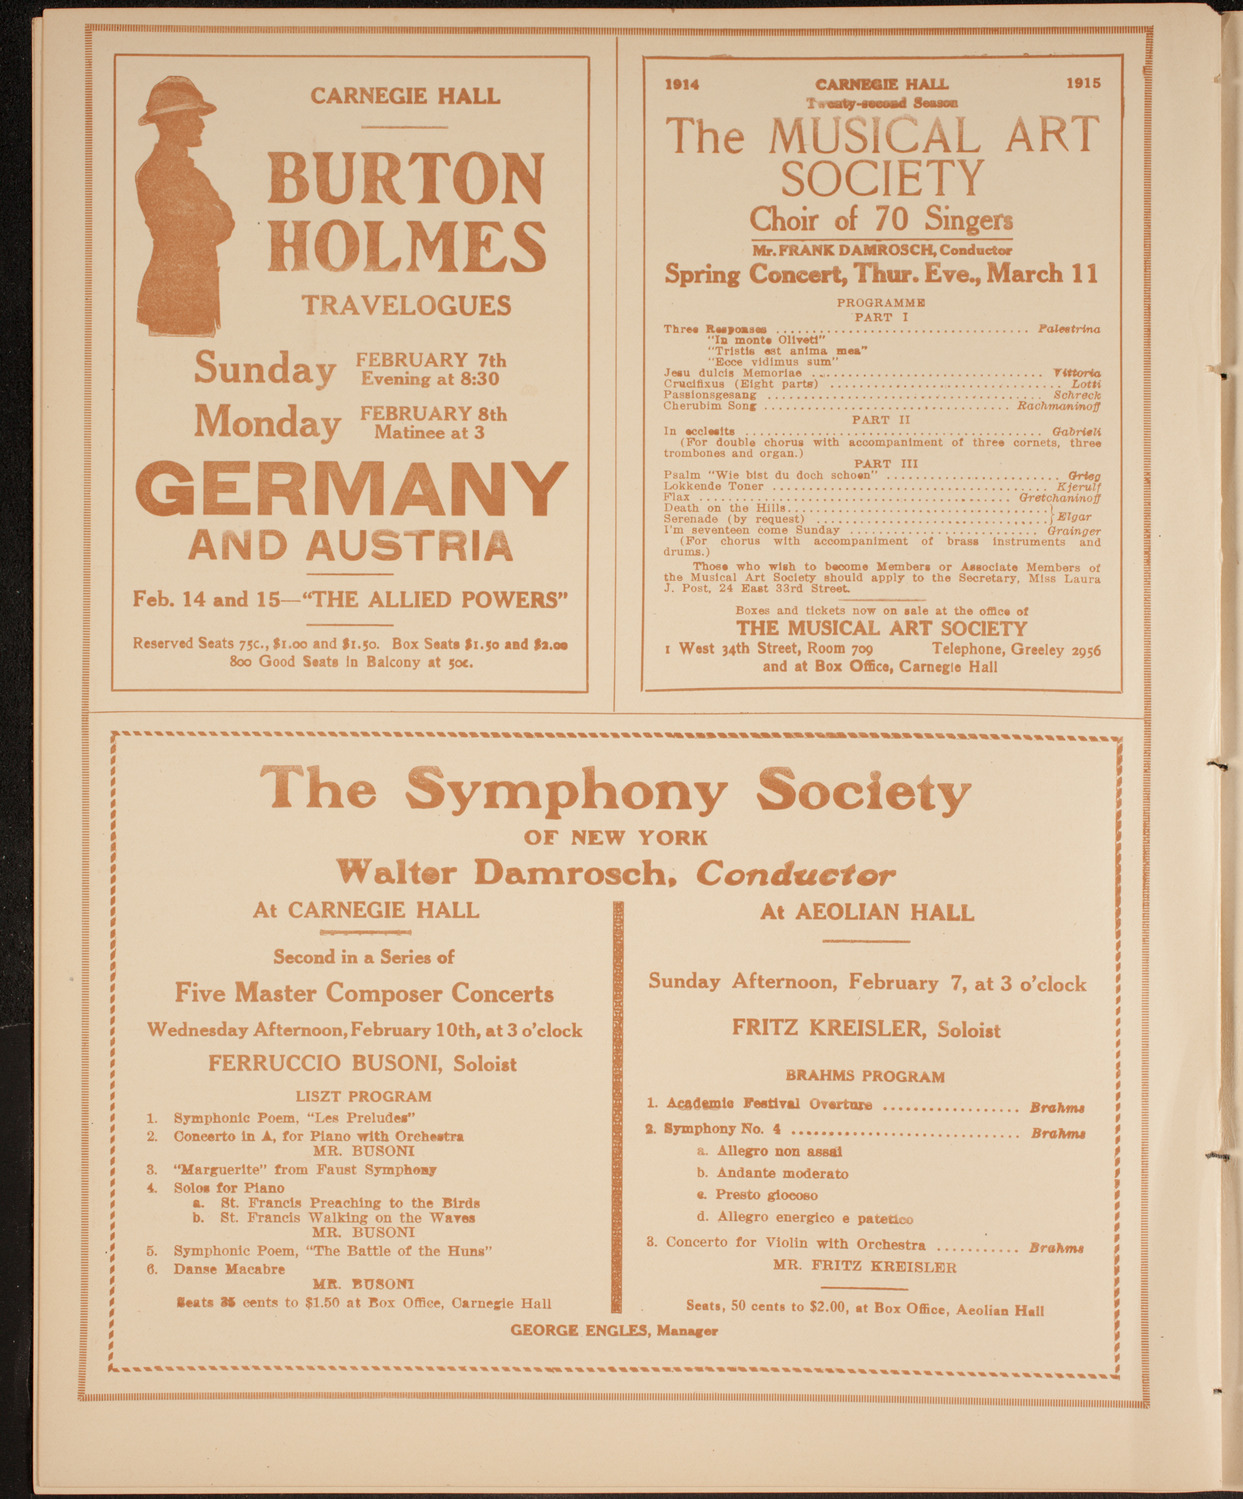 CARNEGIE HALL
BURTON
HOLMES
TRAVELOGUES
Sunday FEBRUARY 7th
Evening at 8:30
Monday FEBRUARY 8th
Matinee at 3
GERMANY
AND AUSTRIA
Feb. 14 and 15—"THE ALLIED POWERS"
Reserved Seats 75c., $1.00 and $1.50. Box Seats $1.50 and $2.00
800 Good Seats in Balcony at 50c.
1914 CARNEGIE HALL 1915
Twenty-second Season
The MUSICAL ART
SOCIETY
Choir of 70 Singers
Mr. FRANK DAMROSCH, Conductor
Spring Concert, Thur. Eve., March 11
PROGRAMME
PART I
Three Responses .............................. Palestrina
"In monte Oliveti"
"Tristis est anima mea"
"Ecce vidimus sum"
Jesu dulcis Memoriae ........................... Vittoria
Crucifixus (Eight parts) ............................ Lotti
Passionsgesang .................................. Schreck
Cherubim Song .............................. Rachmaninoff
PART II
In ecclesits .................................... Gabrieli
(For double chorus with accompaniment of three cornets, three
trombones and organ.)
PART III
Psalm "Wie bist du doch schoen" ........................ Grieg
Lokkende Toner ................................. Kjerulf
Flax ...................................... Gretchaninoff
Death on the Hills................................}
Serenade (by request) ............................} Elgar
I'm seventeen come Sunday ......................... Grainger
(For chorus with accompaniment of brass instruments and
drums.)
Those who wish to become Members or Associate Members of
the Musical Art Society should apply to the Secretary, Miss Laura
J. Post, 24 East 33rd Street.
Boxes and tickets now on sale at the office of
THE MUSICAL ART SOCIETY
1 West 34th Street, Room 709 Telephone, Greeley 2956
and at Box Office, Carnegie Hall
The Symphony Society
OF NEW YORK
Walter Damrosch, Conductor
At CARNEGIE HALL
Second in a Series of
Five Master Composer Concerts
Wednesday Afternoon, February 10th, at 3 o'clock
FERRUCCIO BUSONI, Soloist
LISZT PROGRAM
1. Symphonic Poem, "Les Preludes"
2. Concerto in A, for Piano with Orchestra
MR. BUSONI
3. "Marguerite" from Faust Symphony
4. Solos for Piano
a. St. Francis Preaching to the Birds
b. St. Francis Walking on the Waves
MR. BUSONI
5. Symphonic Poem, "The Battle of the Huns"
6. Danse Macabre
MR. BUSONI
Seats 35 cents to $1.50 at Box Office, Carnegie Hall
At AEOLIAN HALL
Sunday Afternoon, February 7, at 3 o'clock
FRITZ KREISLER, Soloist
BRAHMS PROGRAM
1. Academic Festival Overture .................. Brahms
2. Symphony No. 4 ............................. Brahms
a. Allegro non assai
b. Andante moderato
c. Presto giocoso
d. Allegro energico e patetico
3. Concerto for Violin with Orchestra ........... Brahms
MR. FRITZ KREISLER
Seats, 50 cents to $2.00, at Box Office, Aeolian Hall
GEORGE ENGLES, Manager